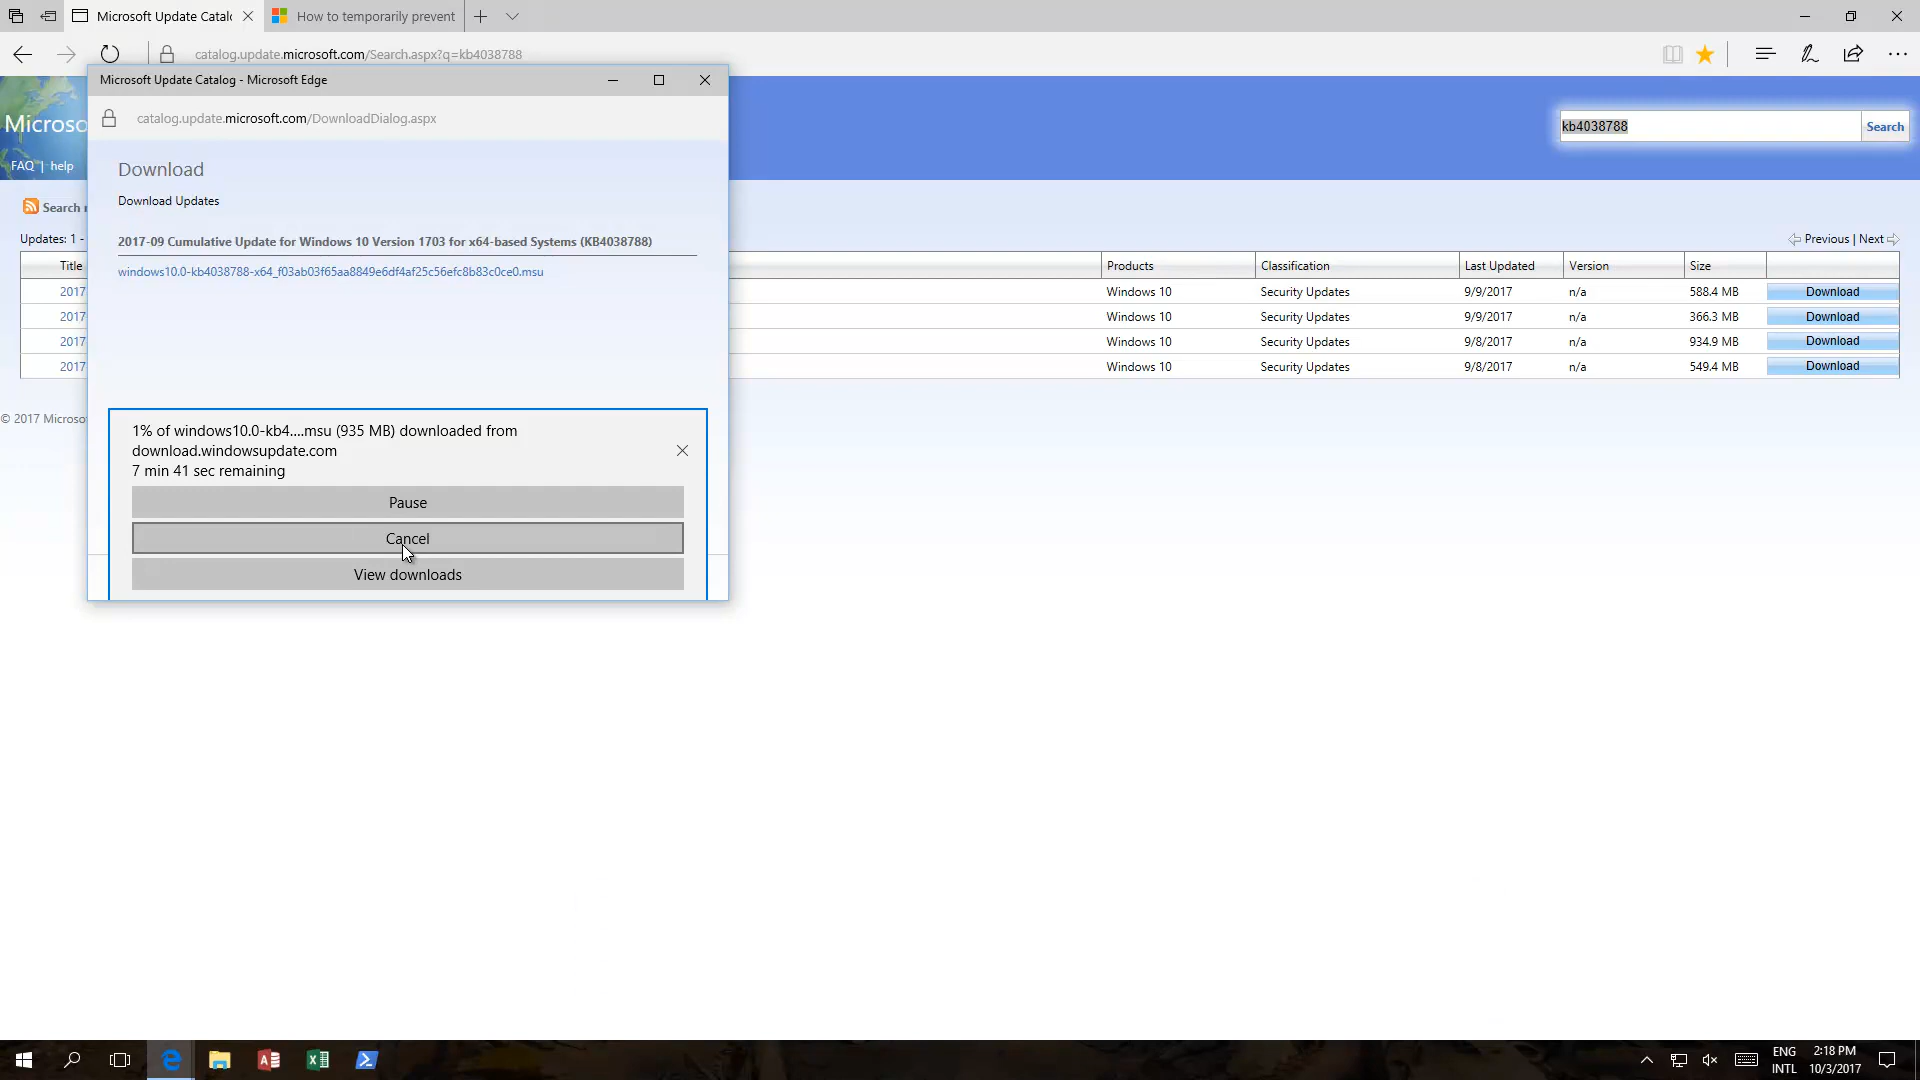 Microsoft Update Catalo
How to temporarily prevent
catalog.update.microsoft.com/Search.aspx?q=kb4038788
Microsoft Update Catalog - Microsoft Edge
catalog.update.microsoft.com/DownloadDialog.aspx
Microso
FAQ | help
kb4038788
Search
Download
Download Updates
2017-09 Cumulative Update for Windows 10 Version 1703 for x64-based Systems (KB4038788)
windows10.0-kb4038788-x64_f03ab03f65aa8849e6df4af25c56efc8b83c0ce0.msu
Search
Updates: 1 -
Previous | Next
Title Products Classification Last Updated Version Size
2017 Windows 10 Security Updates 9/9/2017 n/a 588.4 MB Download
2017 Windows 10 Security Updates 9/9/2017 n/a 366.3 MB Download
2017 Windows 10 Security Updates 9/8/2017 n/a 934.9 MB Download
2017 Windows 10 Security Updates 9/8/2017 n/a 549.4 MB Download
© 2017 Microso
1% of windows10.0-kb4....msu (935 MB) downloaded from
download.windowsupdate.com
7 min 41 sec remaining
Pause
Cancel
View downloads
ENG
INTL
2:18 PM
10/3/2017